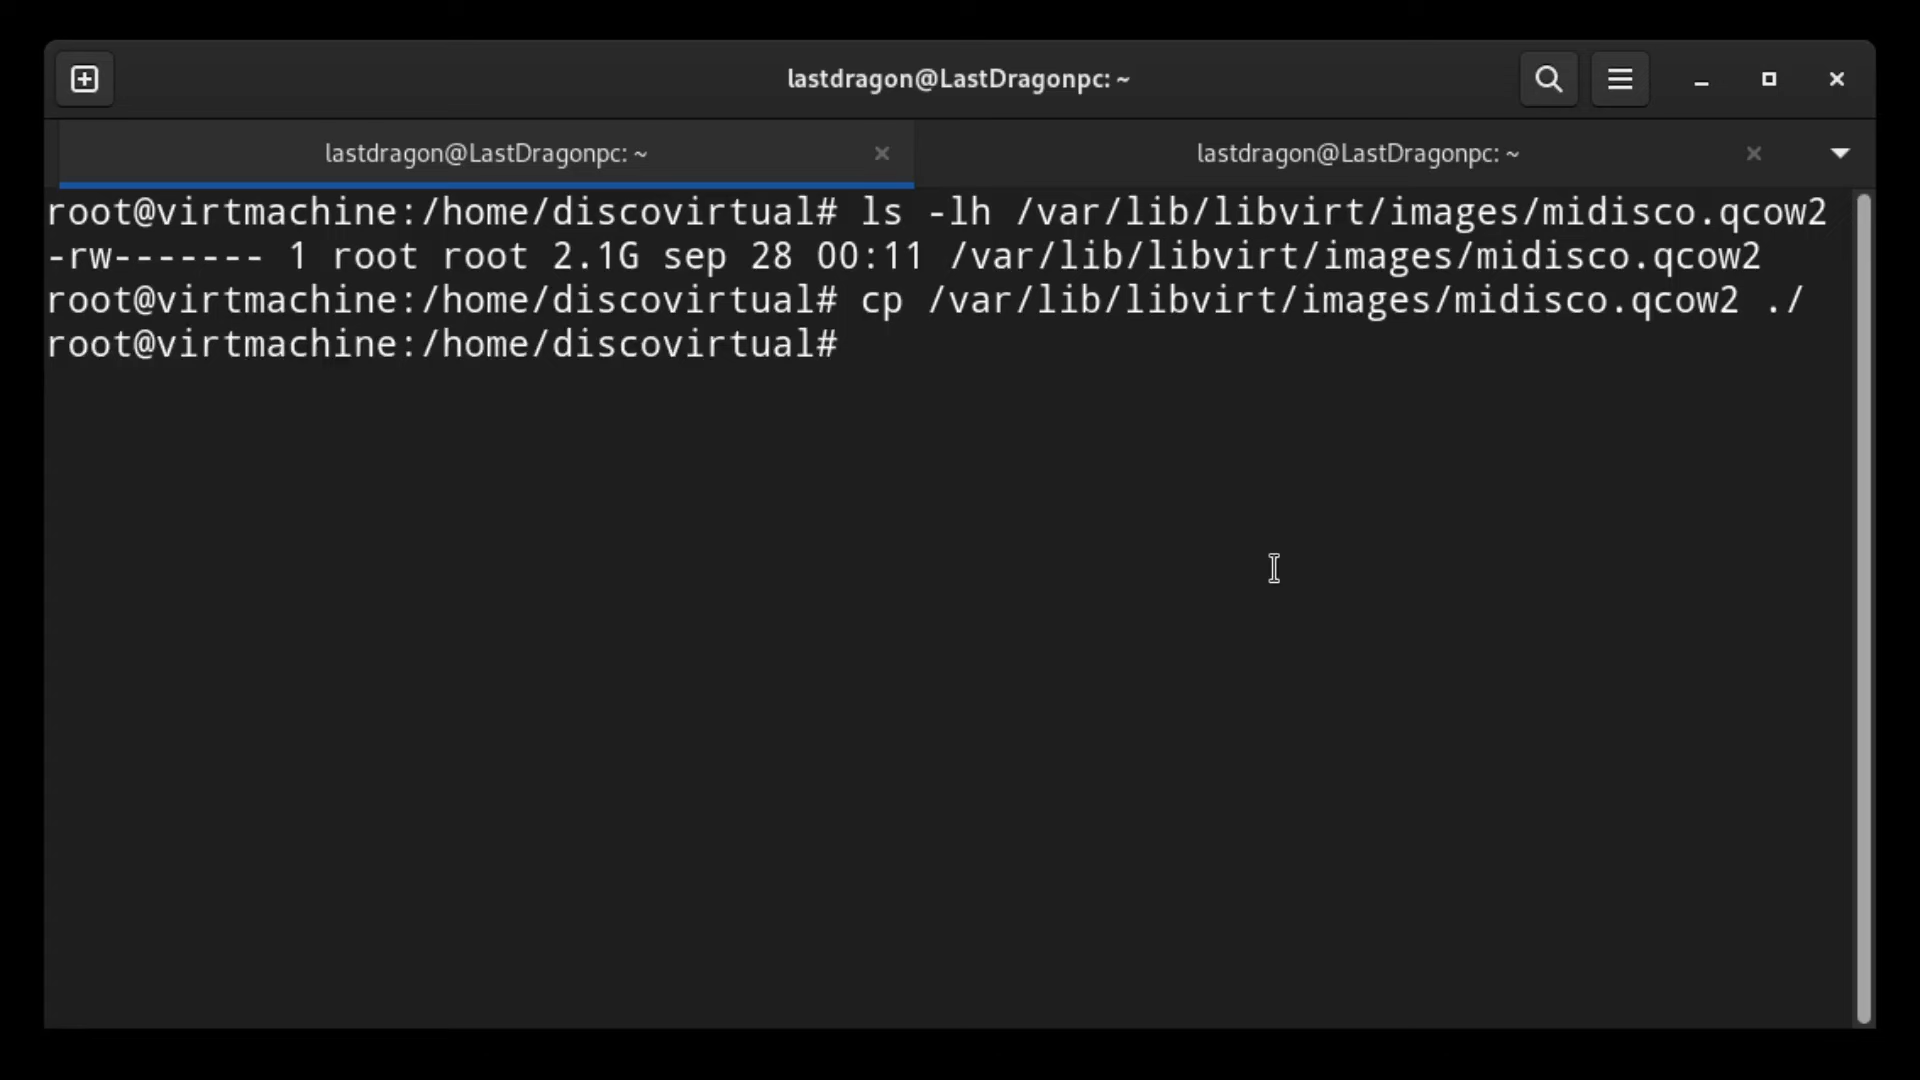 lastdragon@LastDragonpc: ~
lastdragon@LastDragonpc: ~
lastdragon@LastDragonpc: ~
root@virtmachine:/home/discovirtual# ls -lh /var/lib/libvirt/images/midisco.qcow2
-rw------- 1 root root 2.1G sep 28 00:11 /var/lib/libvirt/images/midisco.qcow2
root@virtmachine:/home/discovirtual# cp /var/lib/libvirt/images/midisco.qcow2 ./
root@virtmachine:/home/discovirtual#